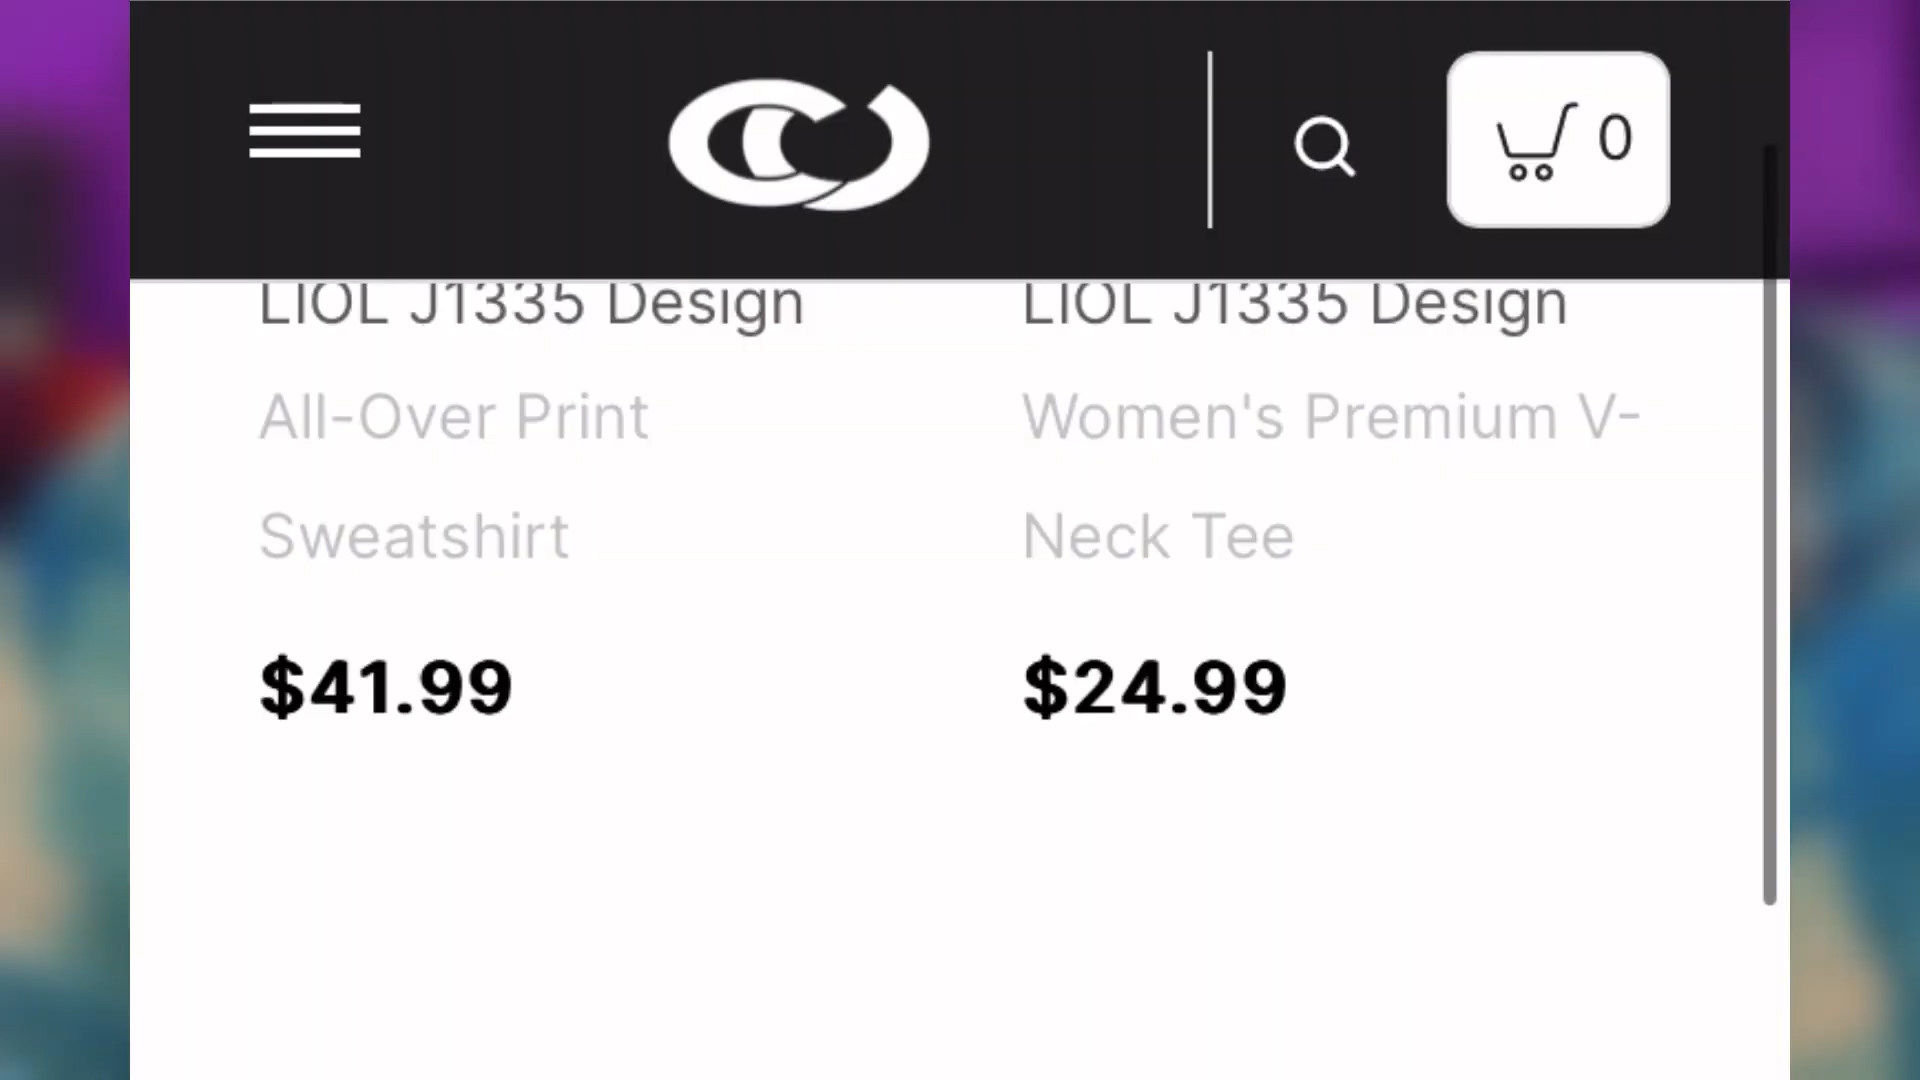 0
LIOL J1335 Design
All-Over Print
Sweatshirt
$41.99
LIOL J1335 Design
Women's Premium V-
Neck Tee
$24.99